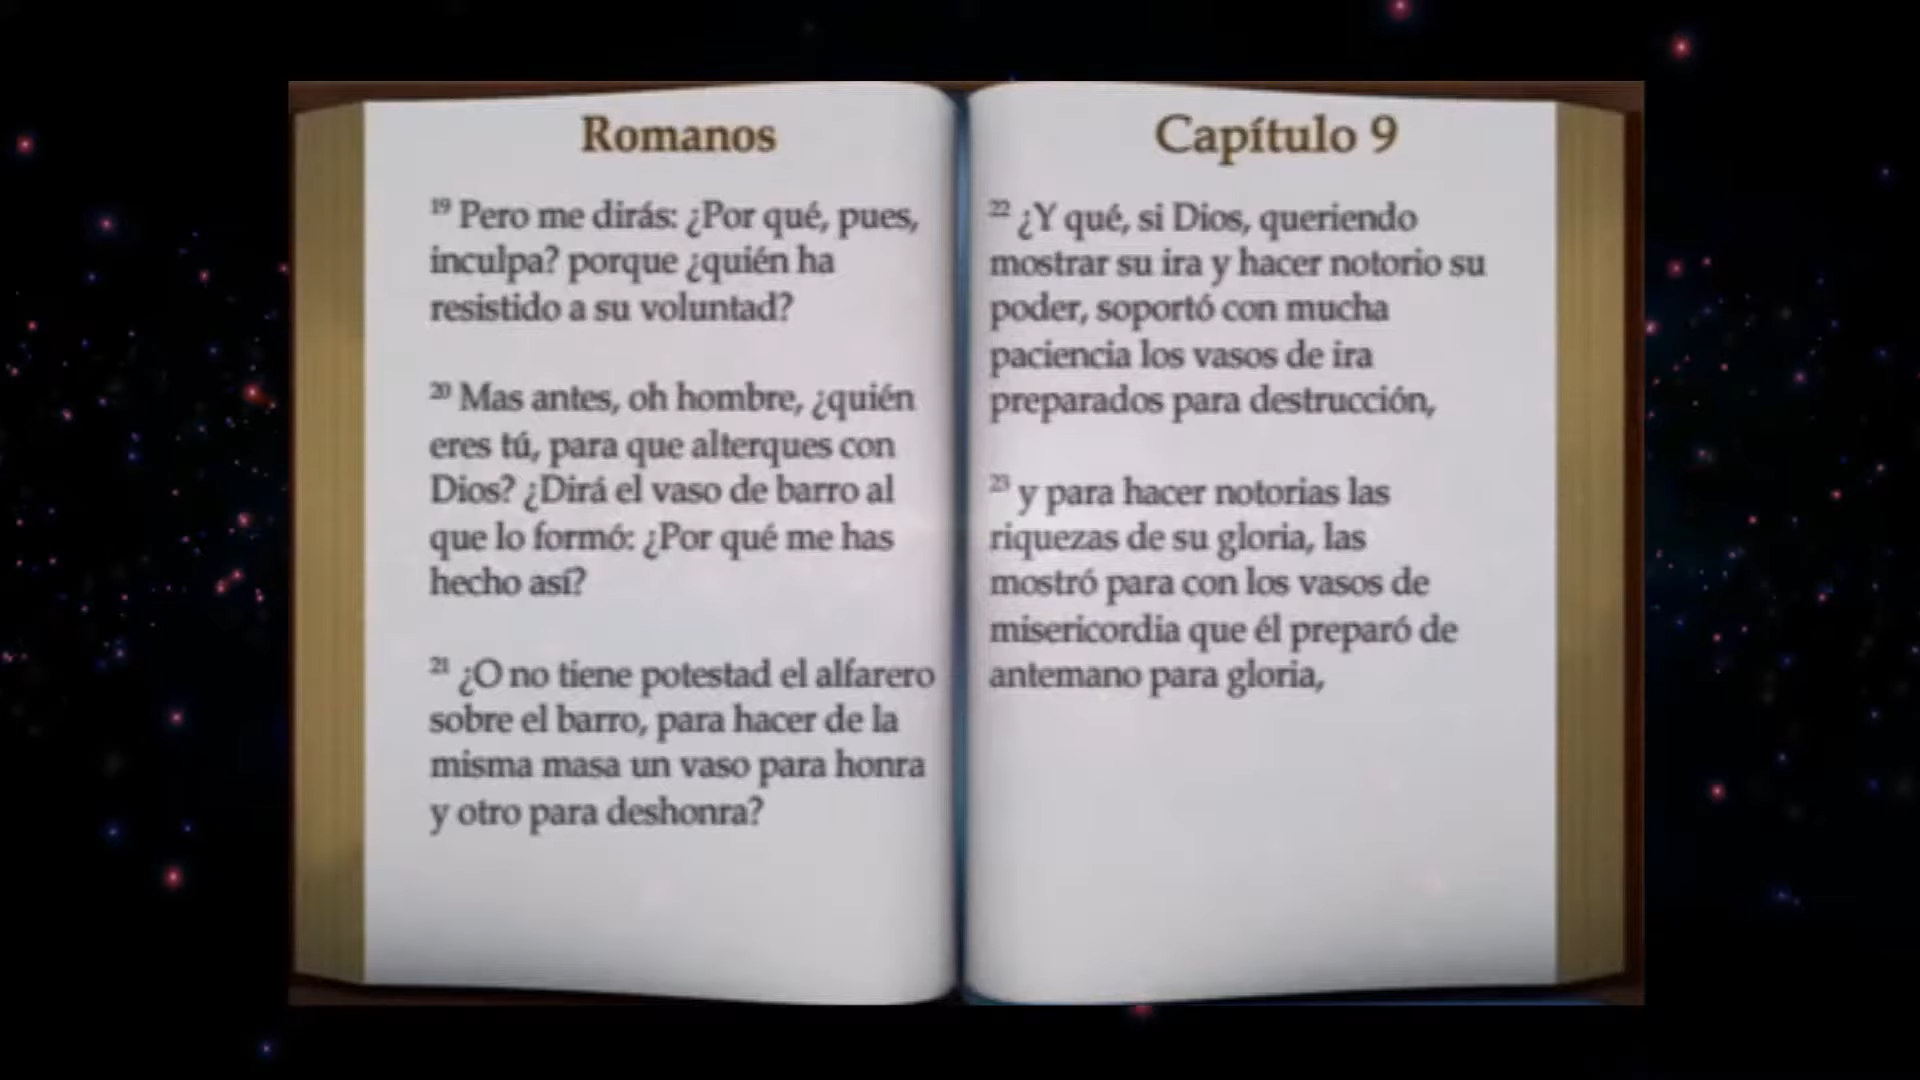 Romanos
19 Pero me dirás: ¿Por qué, pues,
inculpa? porque ¿quién ha
resistido a su voluntad?
20 Mas antes, oh hombre, ¿quién
eres tú, para que alterques con
Dios? ¿Dirá el vaso de barro al
que lo formó: ¿Por qué me has
hecho así?
21 ¿O no tiene potestad el alfarero
sobre el barro, para hacer de la
misma masa un vaso para honra
y otro para deshonra?
Capítulo 9
22 ¿Y qué, si Dios, queriendo
mostrar su ira y hacer notorio su
poder, soportó con mucha
paciencia los vasos de ira
preparados para destrucción,
23 y para hacer notorias las
riquezas de su gloria, las
mostró para con los vasos de
misericordia que él preparó de
antemano para gloria,